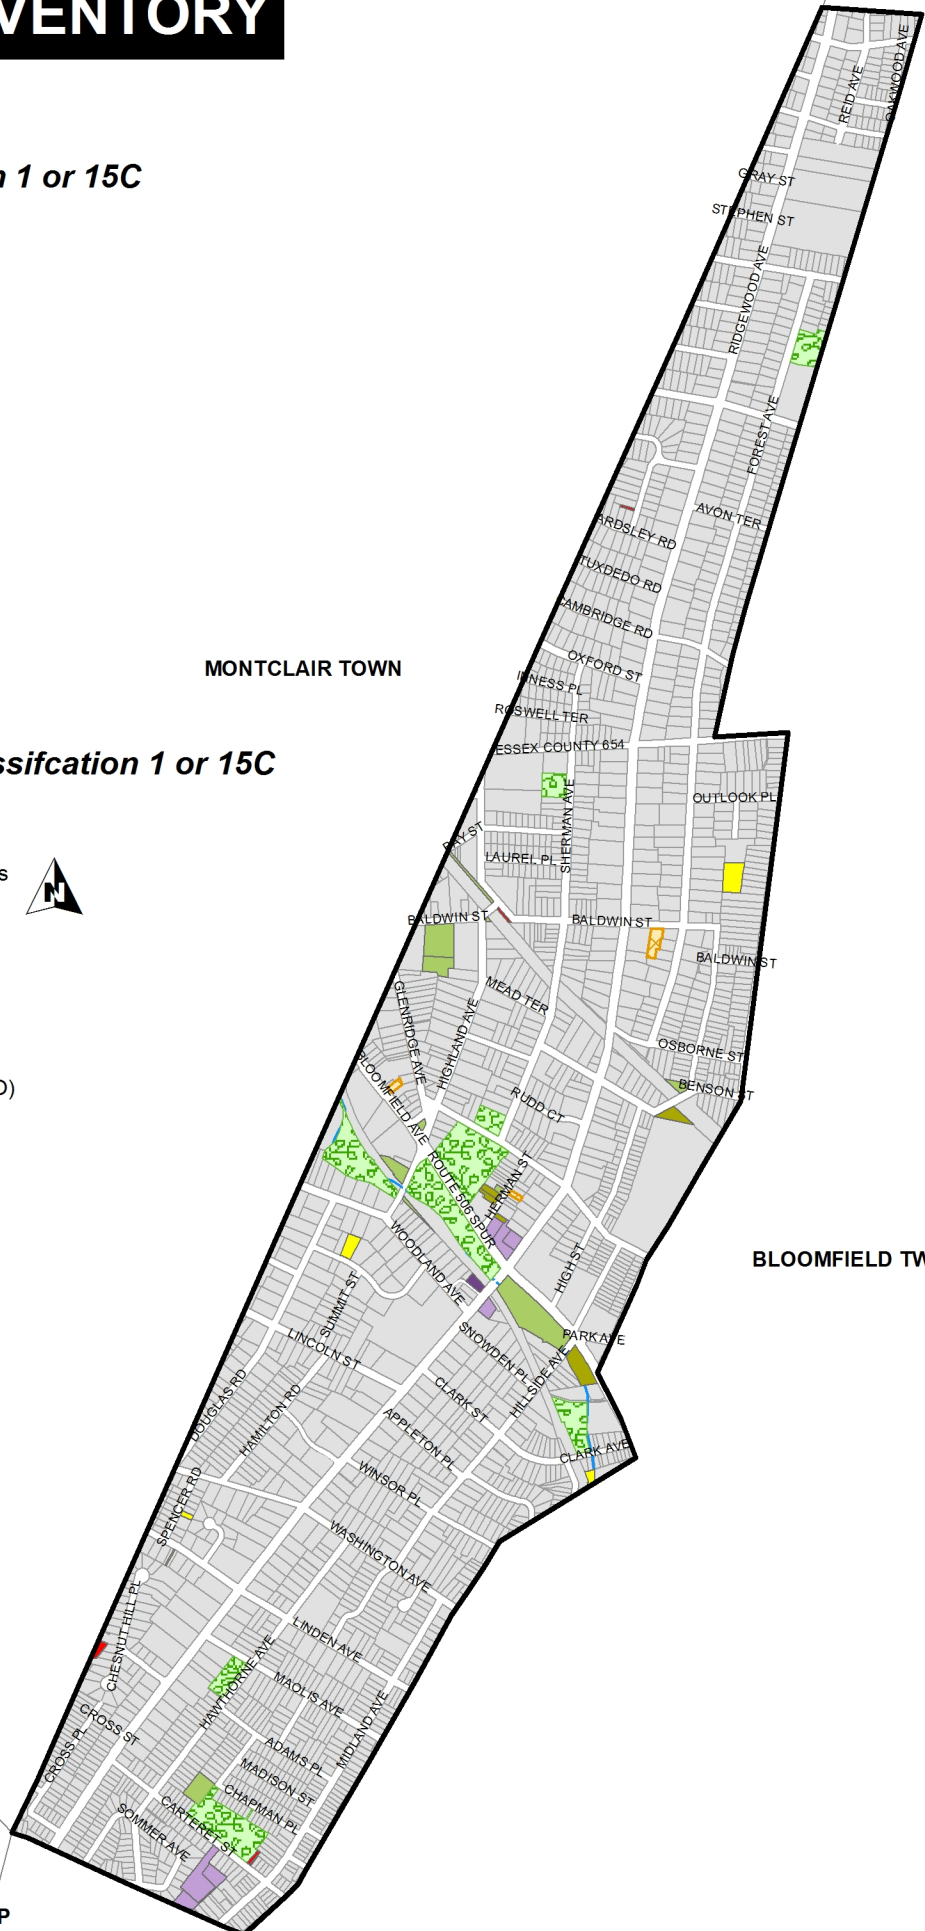 VENTORY
OAKWOOD AVE
REID AVE
n 1 or 15C
GRAY ST
STEPHEN ST
RIDGEWOOD AVE
FOREST AVE
AVON TER
ARDSLEY RD
TUXDEDO RD
CAMBRIDGE RD
MONTCLAIR TOWN
OXFORD ST
INNESS PL
ROSWELL TER
ESSEX COUNTY 654
ssifcation 1 or 15C
OUTLOOK PL
SHERMAN AVE
BAY ST
LAUREL PL
s
N
BALDWIN ST
BALDWIN ST
BALDWIN ST
MEAD TER
GLENRIDGE AVE
HIGHLAND AVE
OSBORNE ST
D)
BENSON ST
BLOOMFIELD AVE
RUDD CT
ROUTE 506 SPUR
HERMAN ST
BLOOMFIELD TW
WOODLAND AVE
HIGH ST
SUMMIT ST
PARK AVE
LINCOLN ST
SNOWDEN PL
HILLSIDE AVE
DOUGLAS RD
HAMILTON RD
CLARK ST
APPLETON PL
CLARK AVE
WINSOR PL
SPENCER RD
WASHINGTON AVE
CHESNUT HILL PL
LINDEN AVE
HAWTHORNE AVE
MAOLIS AVE
MIDLAND AVE
CROSS ST
CROSS PL
ADAMS PL
MADISON ST
CHAPMAN PL
CARTERET ST
SOMMER AVE
P